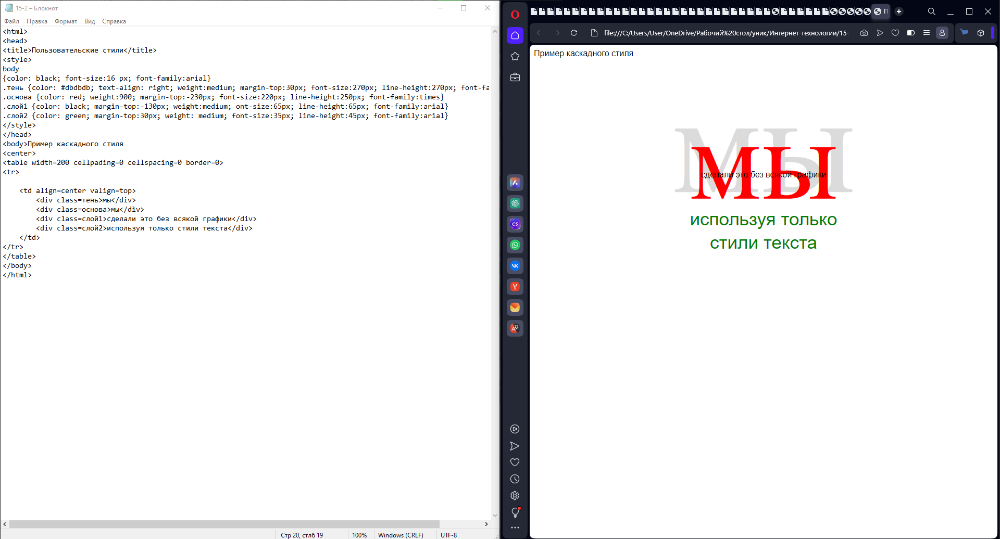 15-2 – Блокнот
Файл Правка Формат Вид Справка
<html>
<head>
<title>Пользовательские стили</title>
<style>
body
{color: black; font-size:16 px; font-family:arial}
.тень {color: #dbdbdb; text-align: right; weight:medium; margin-top:30px; font-size:270px; line-height:270px; font-fa
.основа {color: red; weight:900; margin-top:-230px; font-size:220px; line-height:250px; font-family:times}
.слой1 {color: black; margin-top:-130px; weight:medium; ont-size:65px; line-height:65px; font-family:arial}
.слой2 {color: green; margin-top:30px; weight: medium; font-size:35px; line-height:45px; font-family:arial}
</style>
</head>
<body>Пример каскадного стиля
<center>
<table width=200 cellpading=0 cellspacing=0 border=0>
<tr>
<td align=center valign=top>
<div class=тень>мы</div>
<div class=основа>мы</div>
<div class=слой1>сделали это без всякой графики</div>
<div class=слой2>используя только стили текста</div>
</td>
</tr>
</table>
</body>
</html>
Стр 20, стлб 19 100% Windows (CRLF) UTF-8
П
file:///C:/Users/User/OneDrive/Рабочий%20стол/уник/Интернет-технологии/15-
CS
Пример каскадного стиля
мы
мы
сделали это без всякой графики
используя только
стили текста